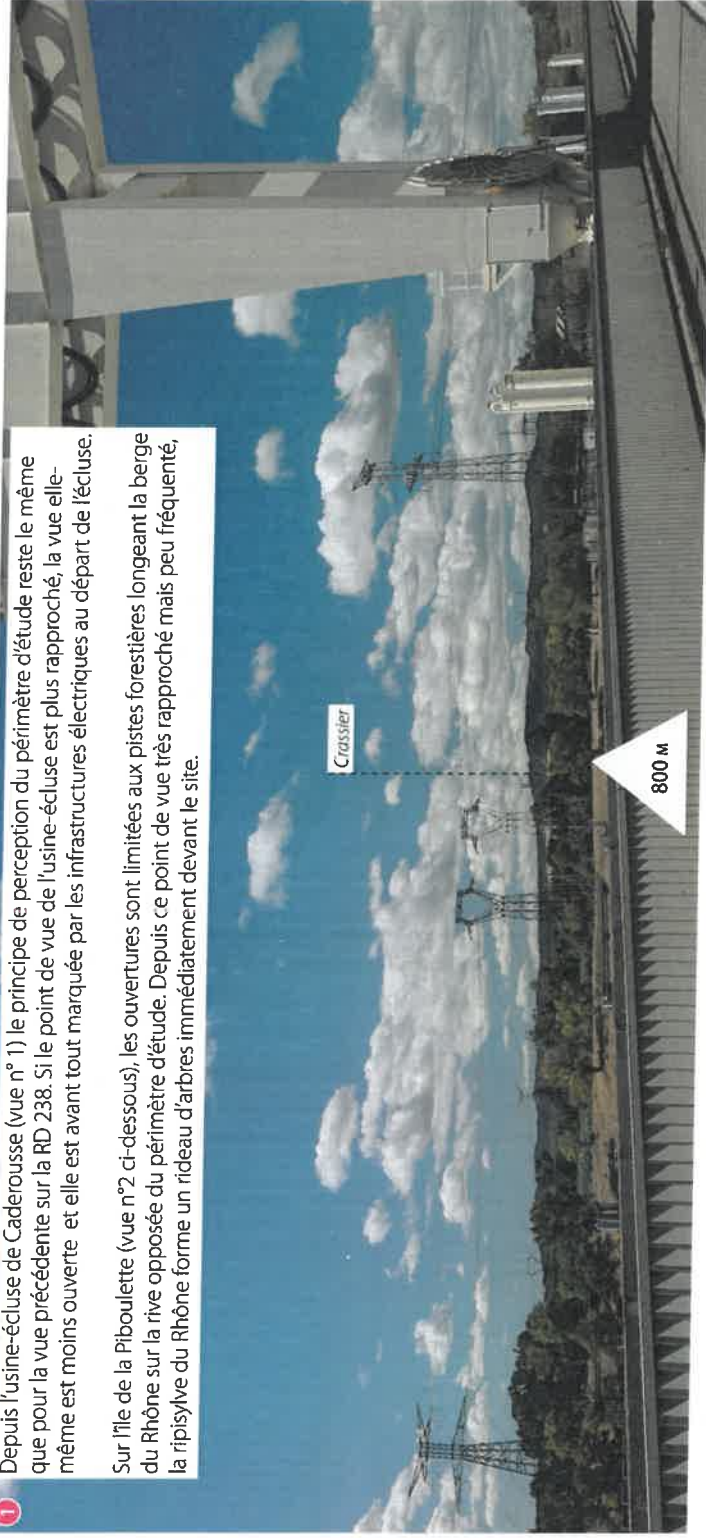 1
Depuis l'usine-écluse de Caderousse (vue n° 1) le principe de perception du périmètre d'étude reste le même
que pour la vue précédente sur la RD 238. Si le point de vue de l'usine-écluse est plus rapproché, la vue elle-
même est moins ouverte et elle est avant tout marquée par les infrastructures électriques au départ de l'écluse.
Sur l'île de la Piboulette (vue n°2 ci-dessous), les ouvertures sont limitées aux pistes forestières longeant la berge
du Rhône sur la rive opposée du périmètre d'étude. Depuis ce point de vue très rapproché mais peu fréquenté,
la ripisylve du Rhône forme un rideau d'arbres immédiatement devant le site.
Crassier
800 M